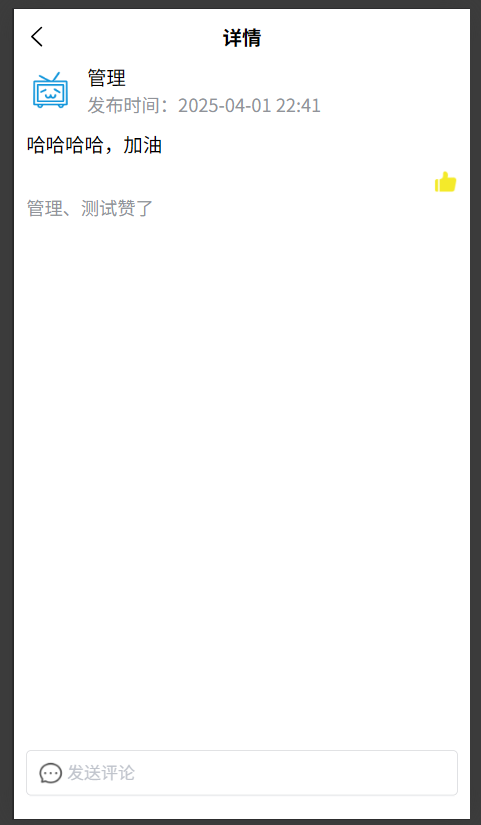 详情
管理
发布时间：2025-04-01 22:41
哈哈哈哈，加油
管理、测试赞了
发送评论